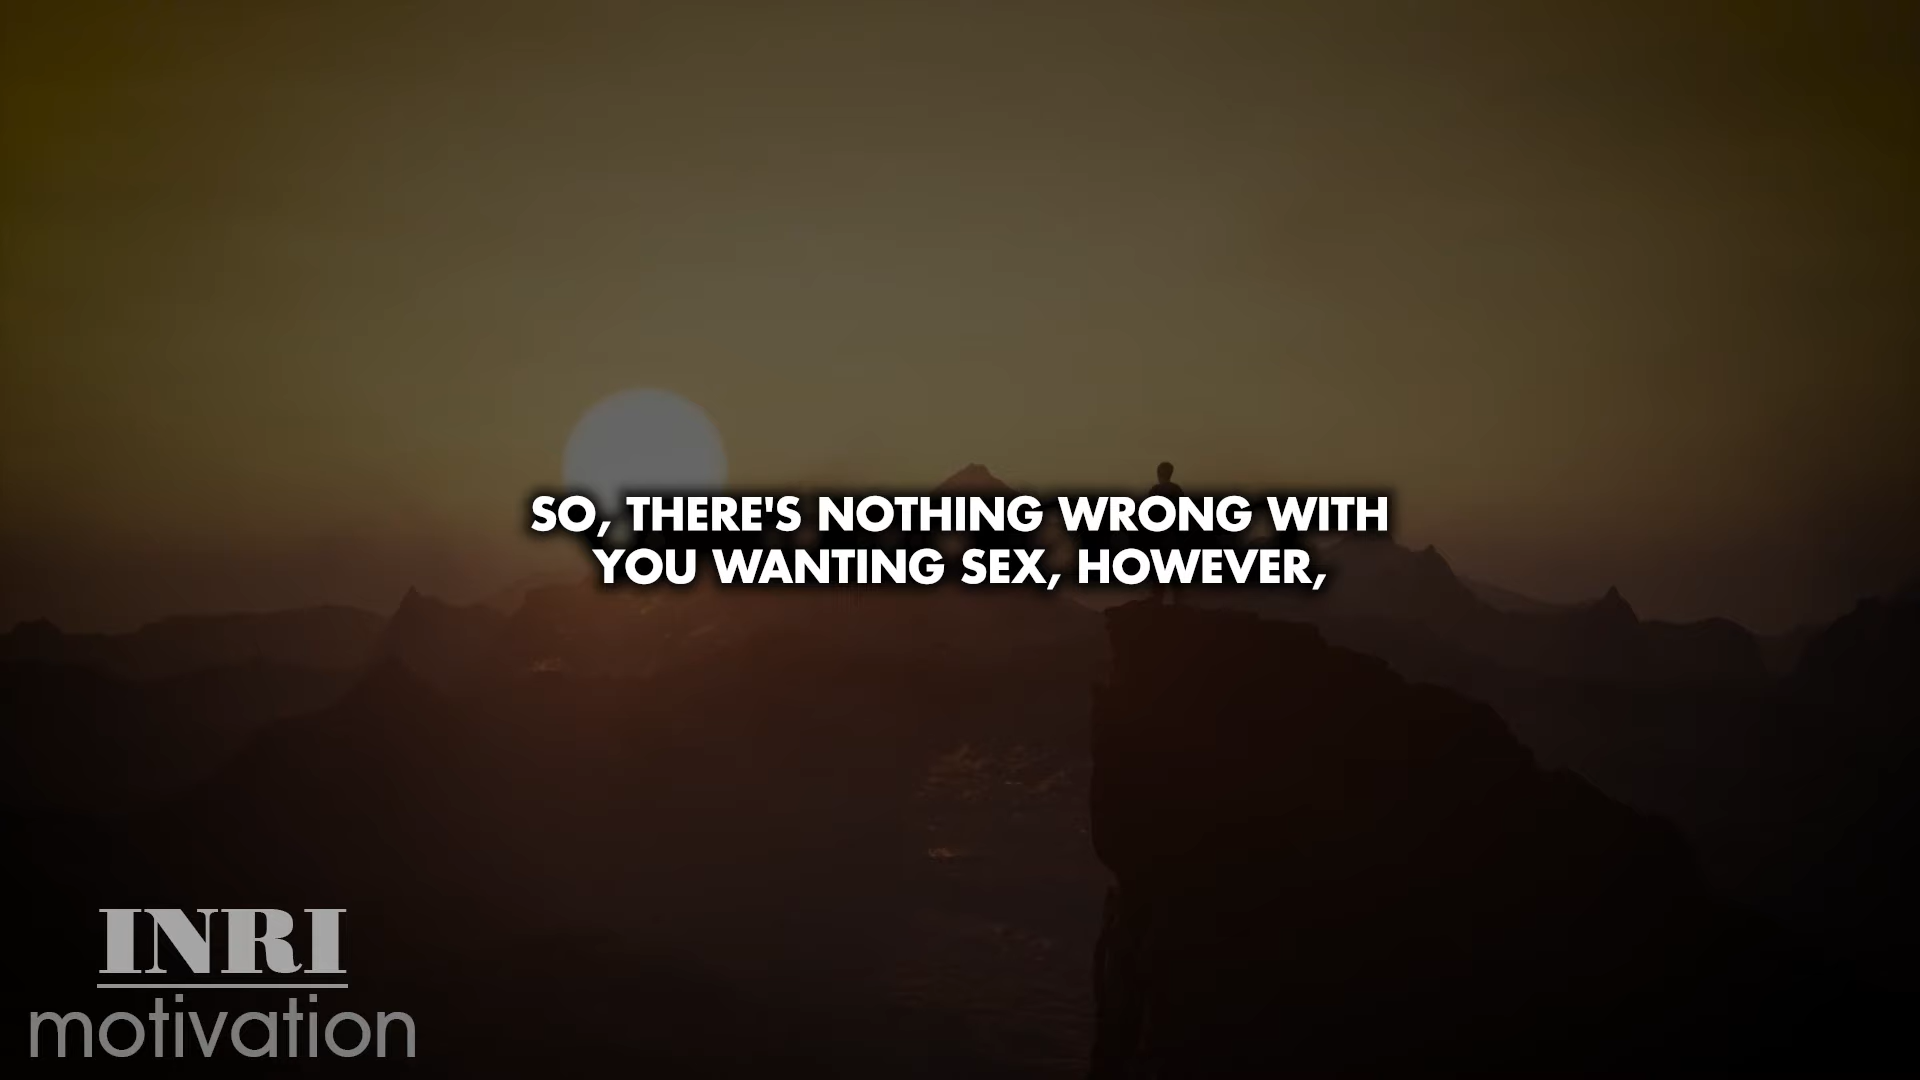 SO, THERE'S NOTHING WRONG WITH
YOU WANTING SEX, HOWEVER,
INRI
motivation